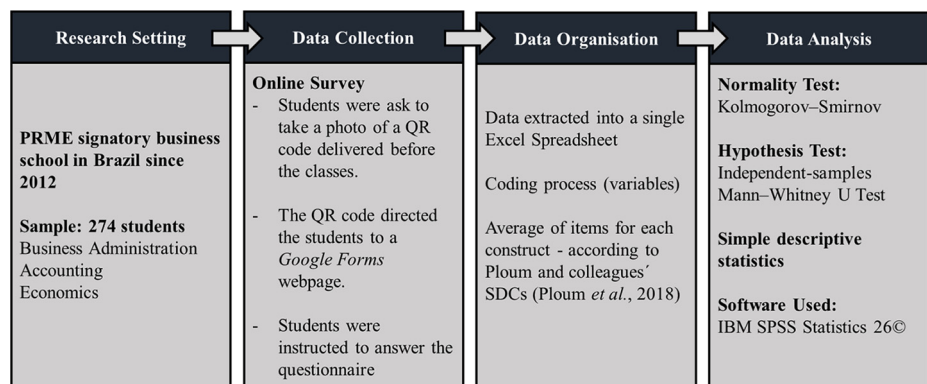 Research Setting
PRME signatory business
school in Brazil since
2012
Sample: 274 students
Business Administration
Accounting
Economics
Data Collection
Online Survey
- Students were ask to
take a photo of a QR
code delivered before
the classes.
- The QR code directed
the students to a
Google Forms
webpage.
- Students were
instructed to answer the
questionnaire
Data Organisation
Data extracted into a single
Excel Spreadsheet
Coding process (variables)
Average of items for each
construct - according to
Ploum and colleagues´
SDCs (Ploum et al., 2018)
Data Analysis
Normality Test:
Kolmogorov–Smirnov
Hypothesis Test:
Independent-samples
Mann–Whitney U Test
Simple descriptive
statistics
Software Used:
IBM SPSS Statistics 26©